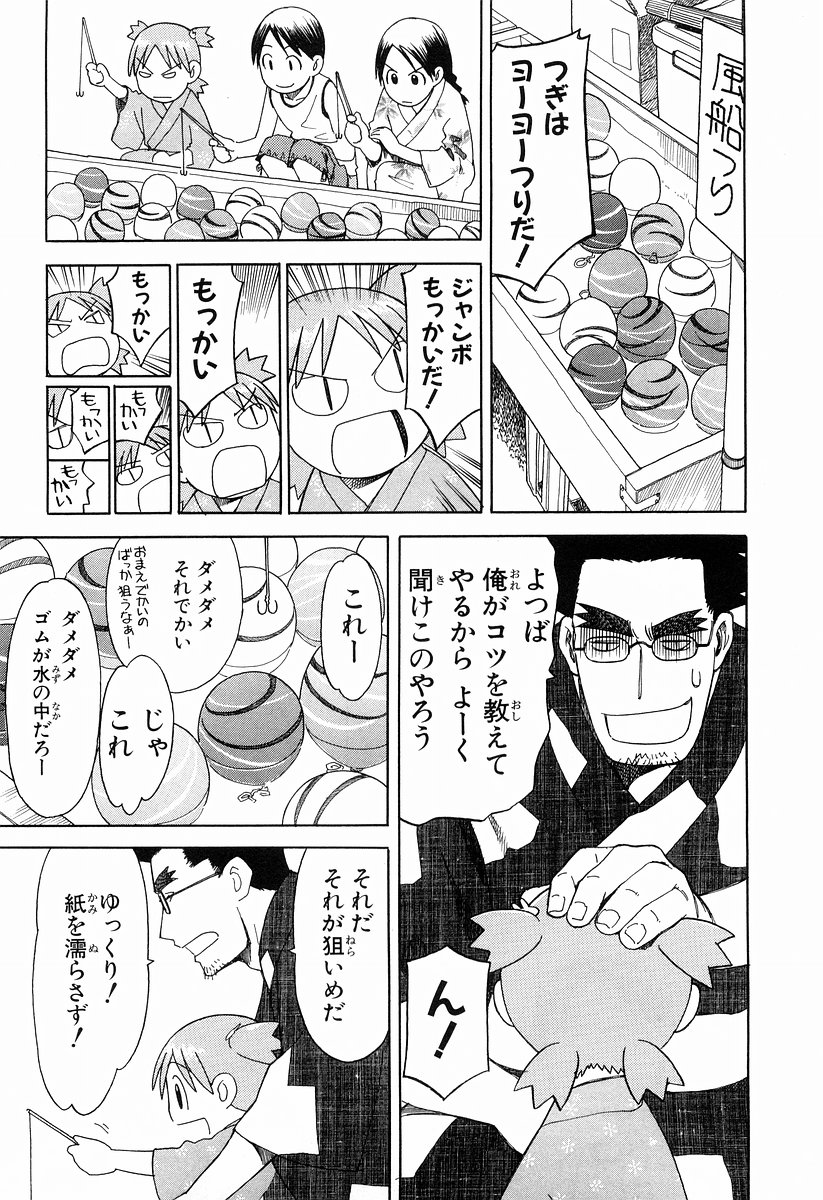 風船つり
つぎは
ヨーヨーつりだ!
ジャンボ
もっかいだ!
もっかい
もっかい
もっ
かい
もっ
かい
もっ
かい
よつば
俺がコツを教えて
やるから よーく
聞けこのやろう
ん!
これー
ダメダメ
それでかい
おまえでかいの
ばっか狙うなぁー
じゃ
これ
ダメダメ
ゴムが水の中だろー
それだ
それが狙いめだ
ゆっくり!
紙を濡らさず!